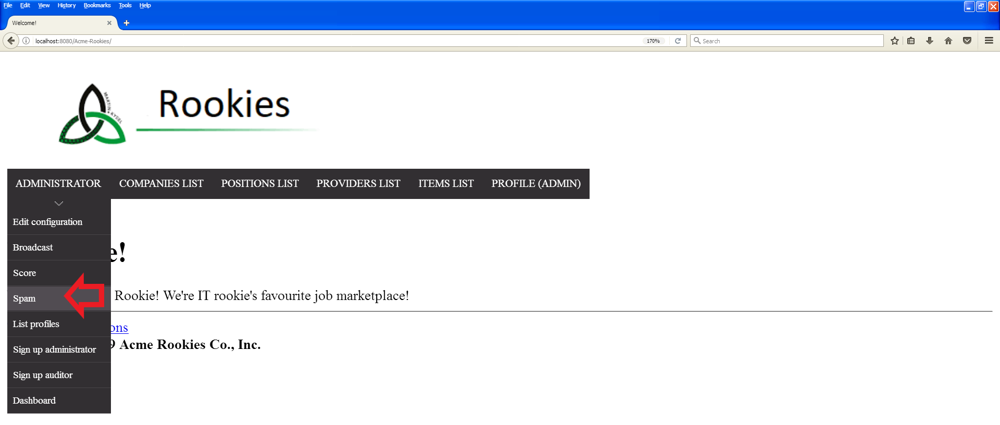 File Edit View History Bookmarks Tools Help
Welcome!
localhost:8080/Acme-Rookies/ 170% Search
MARTIN + KYSEL
Rookies
ADMINISTRATOR COMPANIES LIST POSITIONS LIST PROVIDERS LIST ITEMS LIST PROFILE (ADMIN)
Edit configuration
Broadcast
e!
Score
Rookie! We're IT rookie's favourite job marketplace!
Spam
List profiles
ons
9 Acme Rookies Co., Inc.
Sign up administrator
Sign up auditor
Dashboard